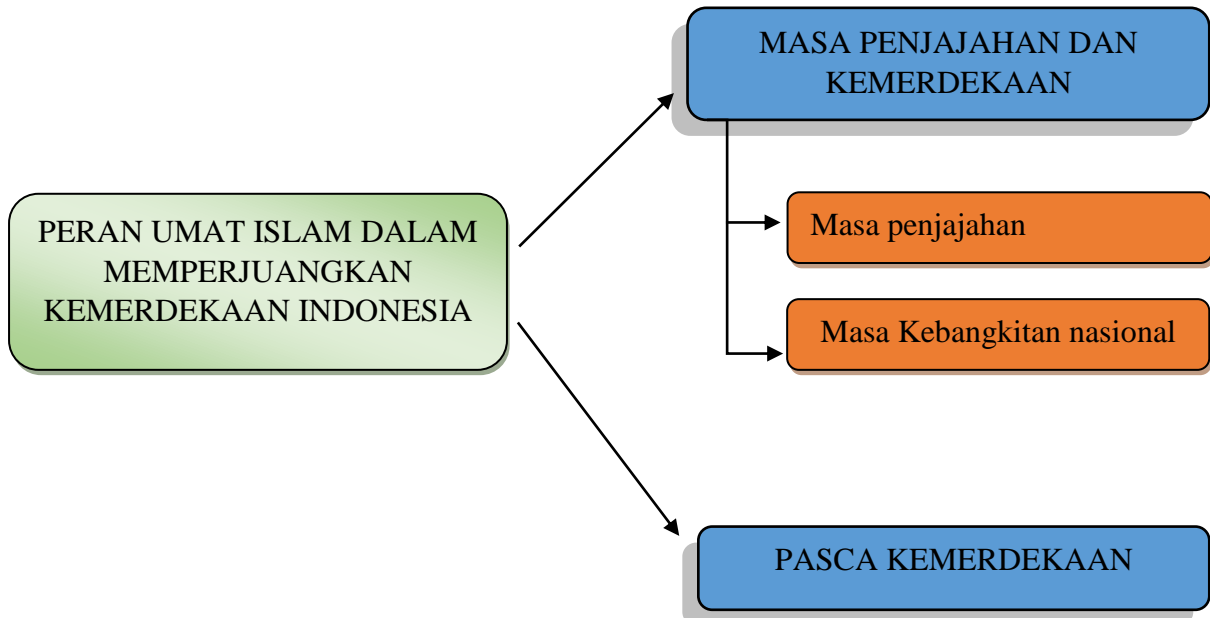 PERAN UMAT ISLAM DALAM
MEMPERJUANGKAN
KEMERDEKAAN INDONESIA
MASA PENJAJAHAN DAN
KEMERDEKAAN
Masa penjajahan
Masa Kebangkitan nasional
PASCA KEMERDEKAAN